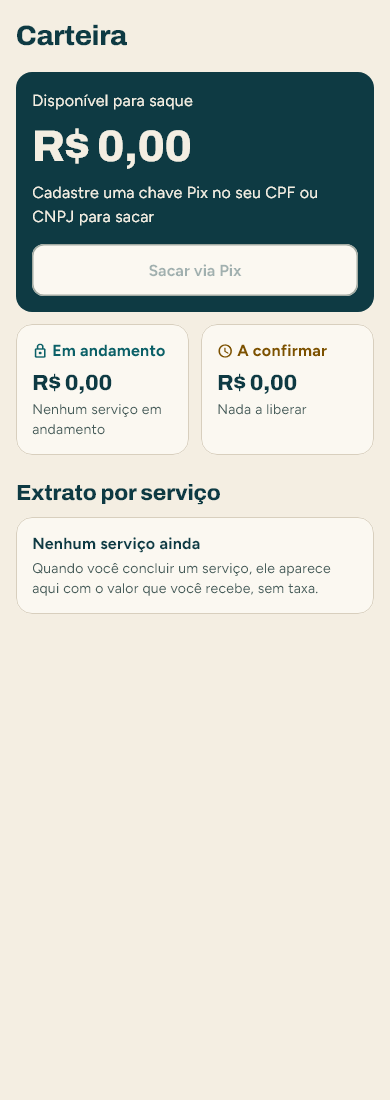 Carteira
Disponível para saque
R$ 0,00
Cadastre uma chave Pix no seu CPF ou
CNPJ para sacar
Sacar via Pix
Em andamento
R$ 0,00
Nenhum serviço em
andamento
A confirmar
R$ 0,00
Nada a liberar
Extrato por serviço
Nenhum serviço ainda
Quando você concluir um serviço, ele aparece
aqui com o valor que você recebe, sem taxa.